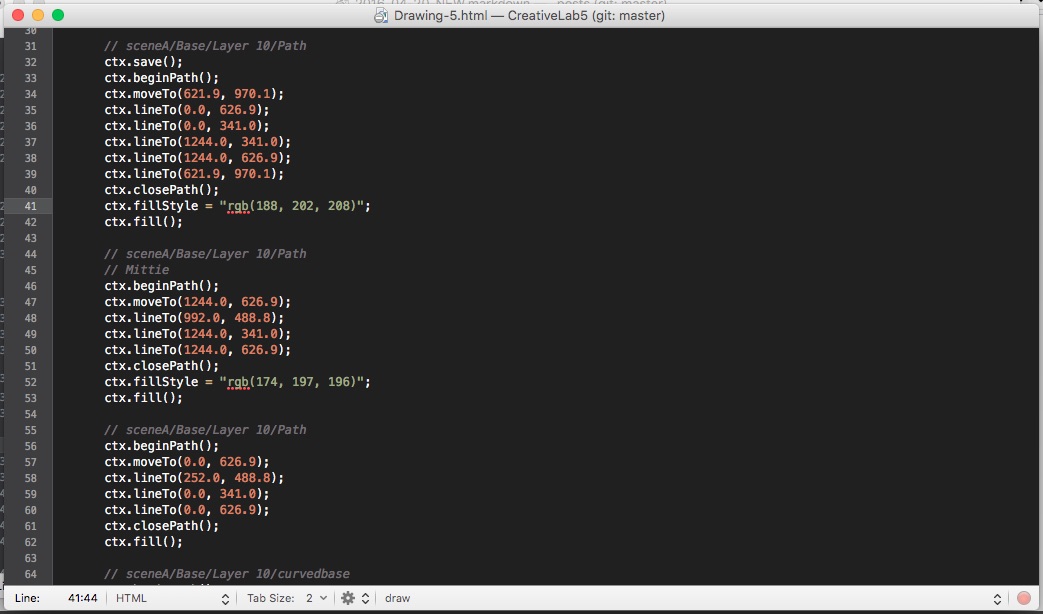 Drawing-5.html — CreativeLab5 (git: master)
30
31 // sceneA/Base/Layer 10/Path
32 ctx.save();
33 ctx.beginPath();
34 ctx.moveTo(621.9, 970.1);
35 ctx.lineTo(0.0, 626.9);
36 ctx.lineTo(0.0, 341.0);
37 ctx.lineTo(1244.0, 341.0);
38 ctx.lineTo(1244.0, 626.9);
39 ctx.lineTo(621.9, 970.1);
40 ctx.closePath();
41 ctx.fillStyle = "rgb(188, 202, 208)";
42 ctx.fill();
43
44 // sceneA/Base/Layer 10/Path
45 // Mittie
46 ctx.beginPath();
47 ctx.moveTo(1244.0, 626.9);
48 ctx.lineTo(992.0, 488.8);
49 ctx.lineTo(1244.0, 341.0);
50 ctx.lineTo(1244.0, 626.9);
51 ctx.closePath();
52 ctx.fillStyle = "rgb(174, 197, 196)";
53 ctx.fill();
54
55 // sceneA/Base/Layer 10/Path
56 ctx.beginPath();
57 ctx.moveTo(0.0, 626.9);
58 ctx.lineTo(252.0, 488.8);
59 ctx.lineTo(0.0, 341.0);
60 ctx.lineTo(0.0, 626.9);
61 ctx.closePath();
62 ctx.fill();
63
64 // sceneA/Base/Layer 10/curvedbase
Line: 41:44 HTML Tab Size: 2 draw